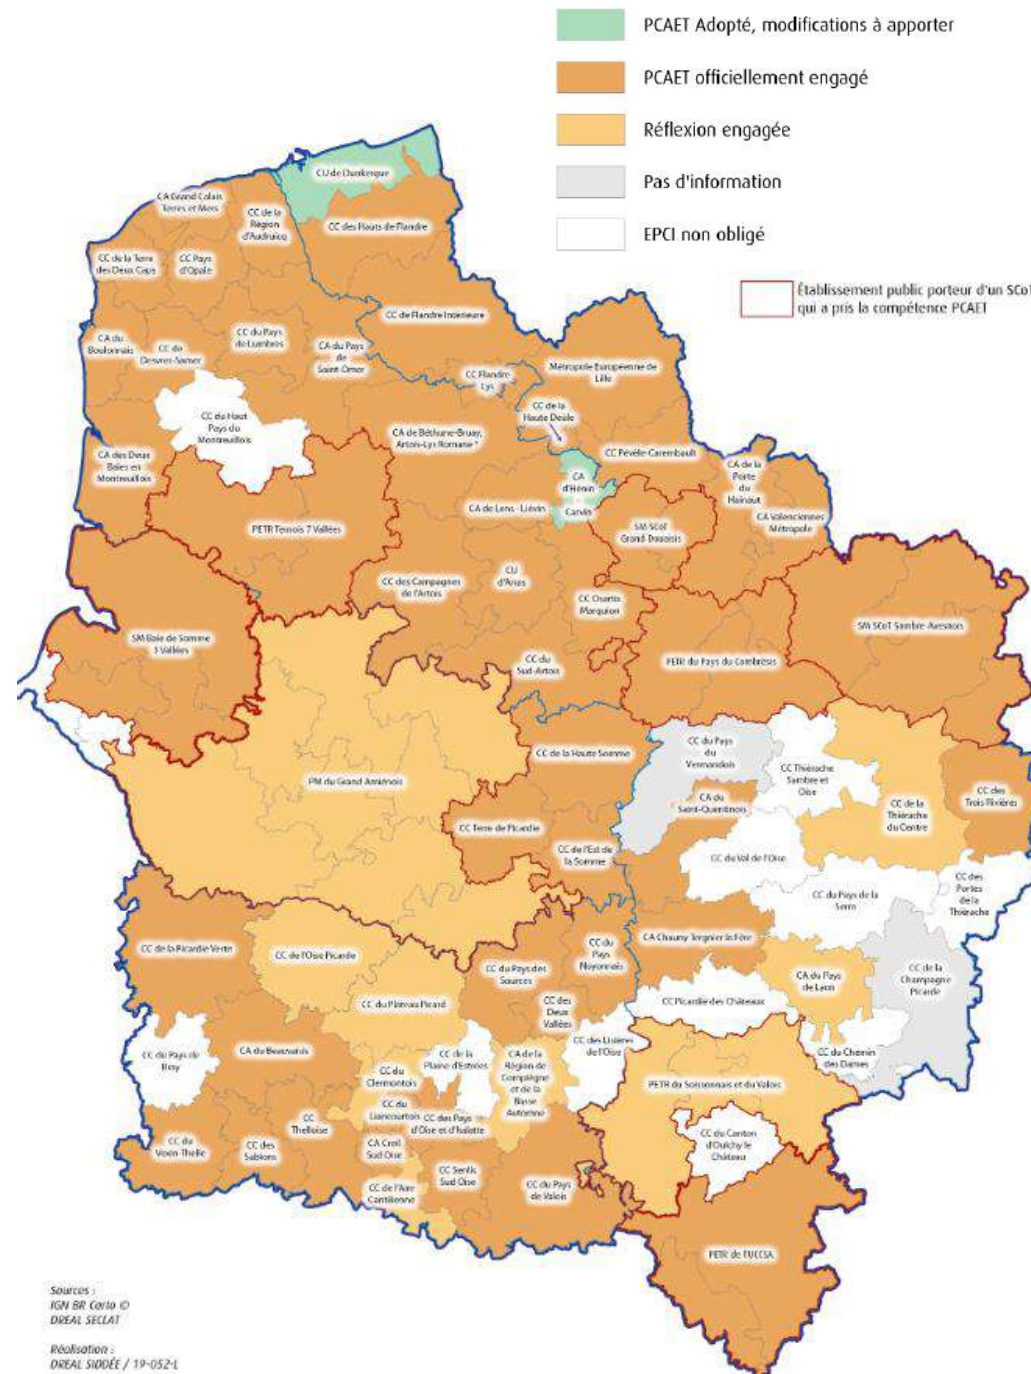 PCAET Adopté, modifications à apporter
PCAET officiellement engagé
Réflexion engagée
Pas d'information
EPCI non obligé
Établissement public porteur d'un SCoT
qui a pris la compétence PCAET
CU de Dunkerque
CA Grand Calais
Terres et Mers
CC de la
Région
d'Audruicq
CC des Hauts de Flandre
CC de la Terre
des Deux Caps
CC Pays
d'Opale
CC de Flandre Intérieure
CA du
Boulonnais
CC de
Desvres-Samer
CC du Pays
de Lumbres
CA du Pays
de
Saint-Omer
CC Flandre
Lys
Métropole Européenne de
Lille
CC de la
Haute Deûle
CC du Haut
Pays du
Montreuillois
CA de Béthune-Bruay,
Artois-Lys Romane *
CC Pévèle-Carembault
CA des Deux
Baies en
Montreuillois
CA
d'Hénin
-
Carvin
CA de la
Porte
du
Hainaut
CA Valenciennes
Métropole
CA de Lens - Liévin
PETR Ternois 7 Vallées
SM SCoT
Grand Douaisis
CC des Campagnes
de l'Artois
CU
d'Arras
CC Osartis
Marquion
SM Baie de Somme
3 Vallées
SM SCoT Sambre-Avesnois
CC du
Sud-Artois
PETR du Pays du Cambrésis
CC de la Haute Somme
CC du Pays
du
Vermandois
CC Thiérache
Sambre et
Oise
PM du Grand Amiénois
CA du
Saint-Quentinois
CC de la
Thiérache
du Centre
CC des
Trois Rivières
CC Terre de Picardie
CC de l'Est de
la Somme
CC du Val de l'Oise
CC du Pays de la
Serre
CC des
Portes
de la
Thiérache
CC de la Picardie Verte
CC de l'Oise Picarde
CC du
Pays
Noyonnais
CA Chauny Tergnier la Fère
CC du Pays des
Sources
CA du Pays
de Laon
CC de la
Champagne
Picarde
CC du Plateau Picard
CC des
Deux
Vallées
CC Picardie des Châteaux
CC du Pays de
Bray
CA du Beauvaisis
CC de la
Plaine d'Estrées
CC des Lisières
de l'Oise
CC du Chemin
des Dames
CC du
Clermontois
CA de la
Région de
Compiègne
et de la
Basse
Automne
PETR du Soissonnais et du Valois
CC du
Liancourtois
CC des Pays
d'Oise et d'Halatte
CC
Thelloise
CC du
Vexin-Thelle
CC des
Sablons
CA Creil
Sud Oise
CC Senlis
Sud Oise
CC du Canton
d'Oulchy le
Château
CC de l'Aire
Cantilienne
CC du Pays
de Valois
PETR de l'UCCSA
Sources :
IGN BR Carto ©
DREAL SECLAT
Réalisation :
DREAL SIDDÉE / 19-052-L